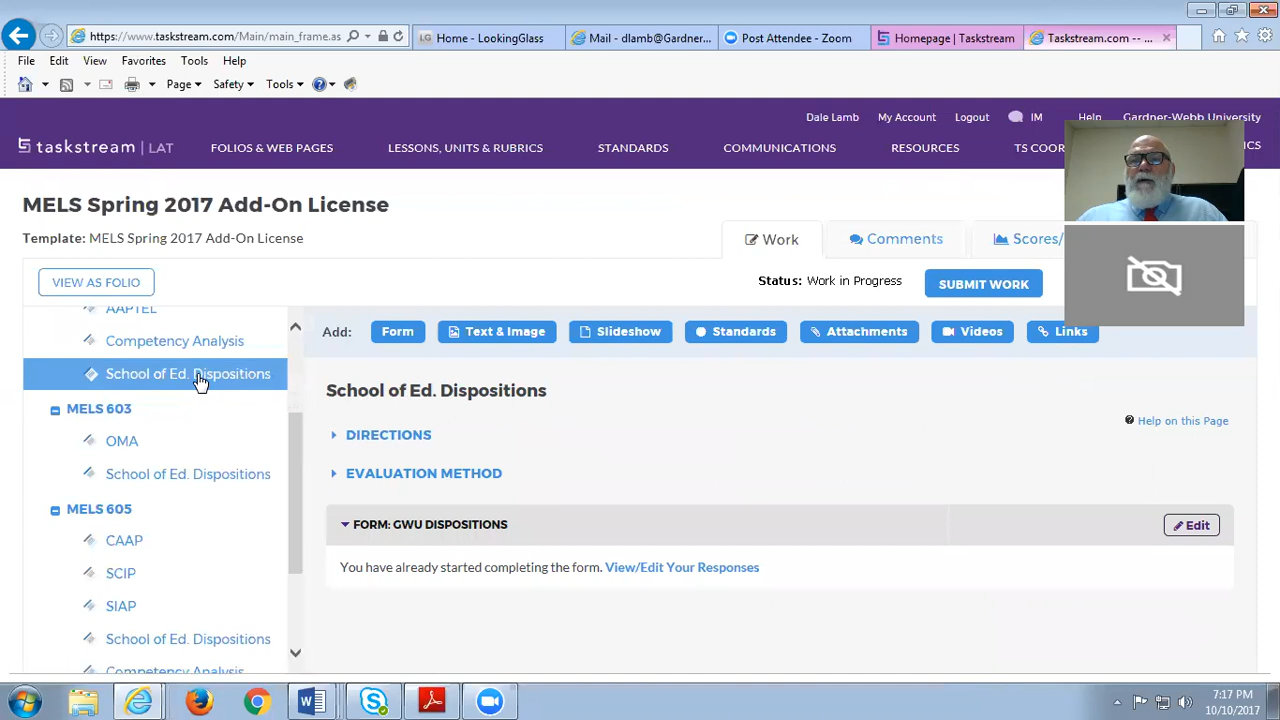 https://www.taskstream.com/Main/main_frame.as
LG Home - LookingGlass
Mail - dlamb@Gardner...
Post Attendee - Zoom
Homepage | Taskstream
Taskstream.com -- ...
File Edit View Favorites Tools Help
Page Safety Tools
Dale Lamb My Account Logout IM Help Gardner-Webb University
taskstream | LAT FOLIOS & WEB PAGES LESSONS, UNITS & RUBRICS STANDARDS COMMUNICATIONS RESOURCES TS COOR ICS
MELS Spring 2017 Add-On License
Template: MELS Spring 2017 Add-On License
Work Comments Scores/
VIEW AS FOLIO
Status: Work in Progress SUBMIT WORK
AAPTEL
Competency Analysis
School of Ed. Dispositions
MELS 603
OMA
School of Ed. Dispositions
MELS 605
CAAP
SCIP
SIAP
School of Ed. Dispositions
Competency Analysis
Add: Form Text & Image Slideshow Standards Attachments Videos Links
School of Ed. Dispositions
Help on this Page
DIRECTIONS
EVALUATION METHOD
FORM: GWU DISPOSITIONS Edit
You have already started completing the form. View/Edit Your Responses
7:17 PM
10/10/2017